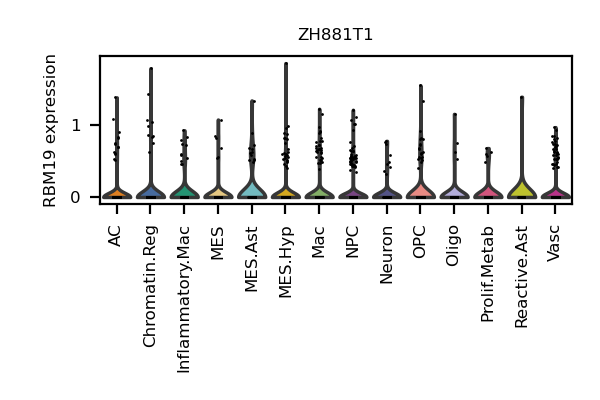 ZH881T1
RBM19 expression
1
0
AC
Chromatin.Reg
Inflammatory.Mac
MES
MES.Ast
MES.Hyp
Mac
NPC
Neuron
OPC
Oligo
Prolif.Metab
Reactive.Ast
Vasc